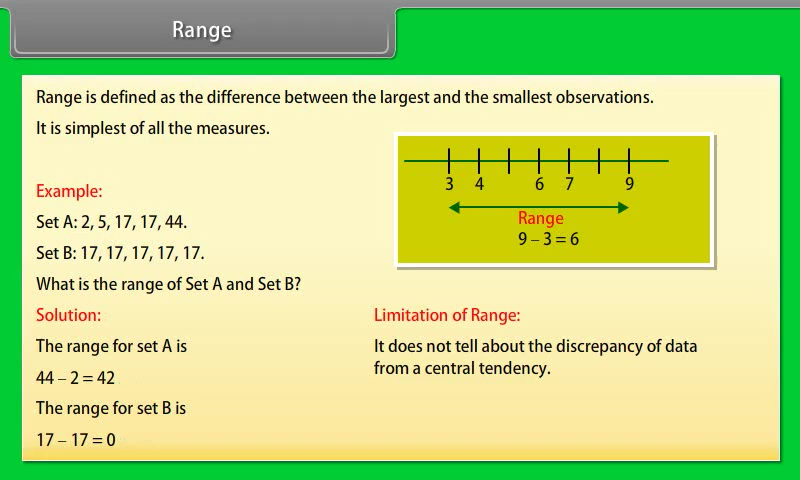 Range
Range is defined as the difference between the largest and the smallest observations.
It is simplest of all the measures.
3 4 6 7 9
Range
9 – 3 = 6
Example:
Set A: 2, 5, 17, 17, 44.
Set B: 17, 17, 17, 17, 17.
What is the range of Set A and Set B?
Solution:
The range for set A is
44 – 2 = 42
The range for set B is
17 – 17 = 0
Limitation of Range:
It does not tell about the discrepancy of data
from a central tendency.